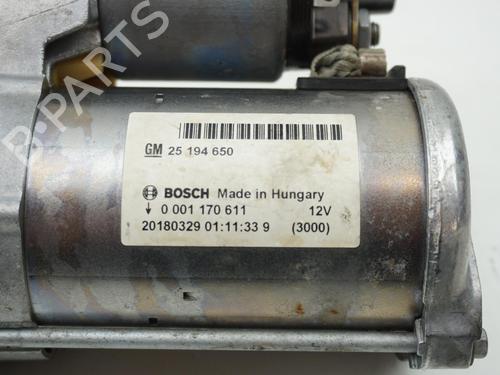 GM 25 194 650
BOSCH Made in Hungary
0 001 170 611 12V
20180329 01:11:33 9 (3000)
B-PARTS